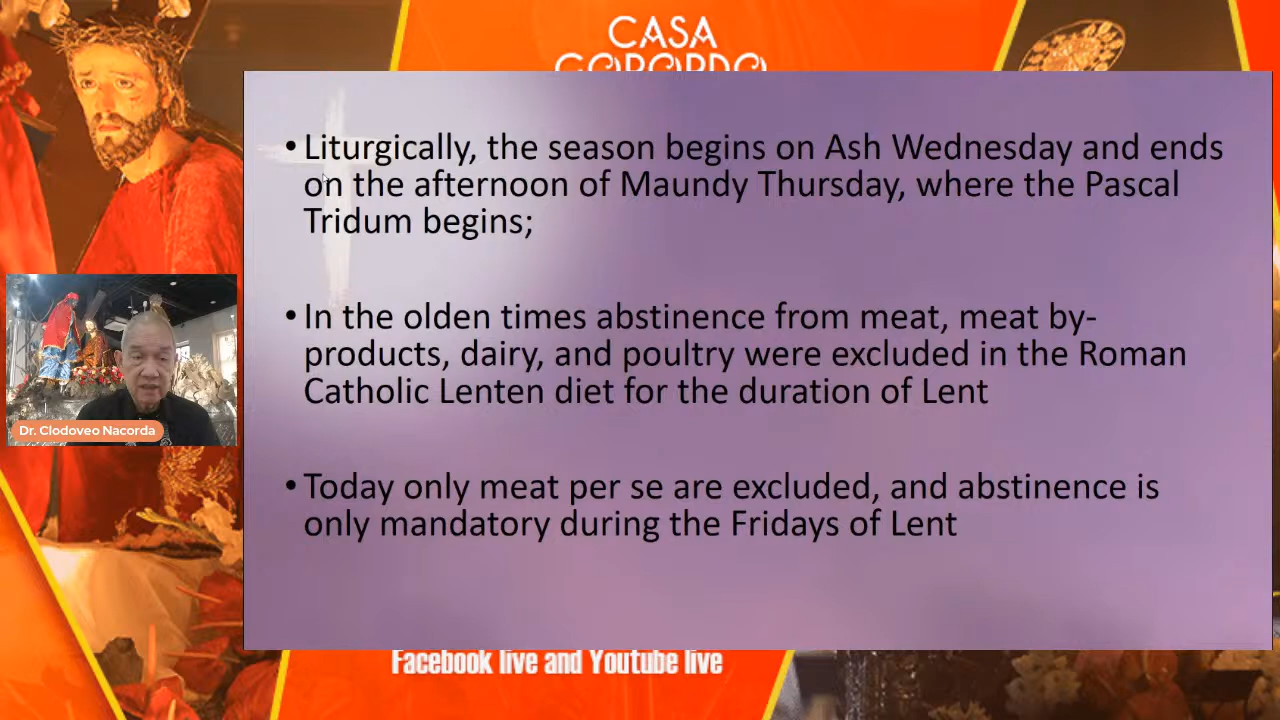 CASA
GORORDO
• Liturgically, the season begins on Ash Wednesday and ends
on the afternoon of Maundy Thursday, where the Pascal
Tridum begins;
• In the olden times abstinence from meat, meat by-
products, dairy, and poultry were excluded in the Roman
Catholic Lenten diet for the duration of Lent
• Today only meat per se are excluded, and abstinence is
only mandatory during the Fridays of Lent
Dr. Clodoveo Nacorda
Facebook live and Youtube live